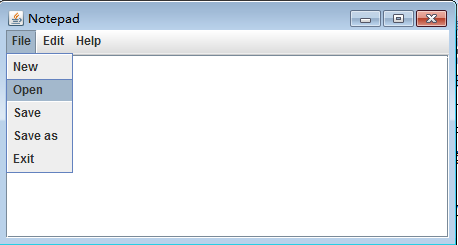 Notepad
File Edit Help
New
Open
Save
Save as
Exit